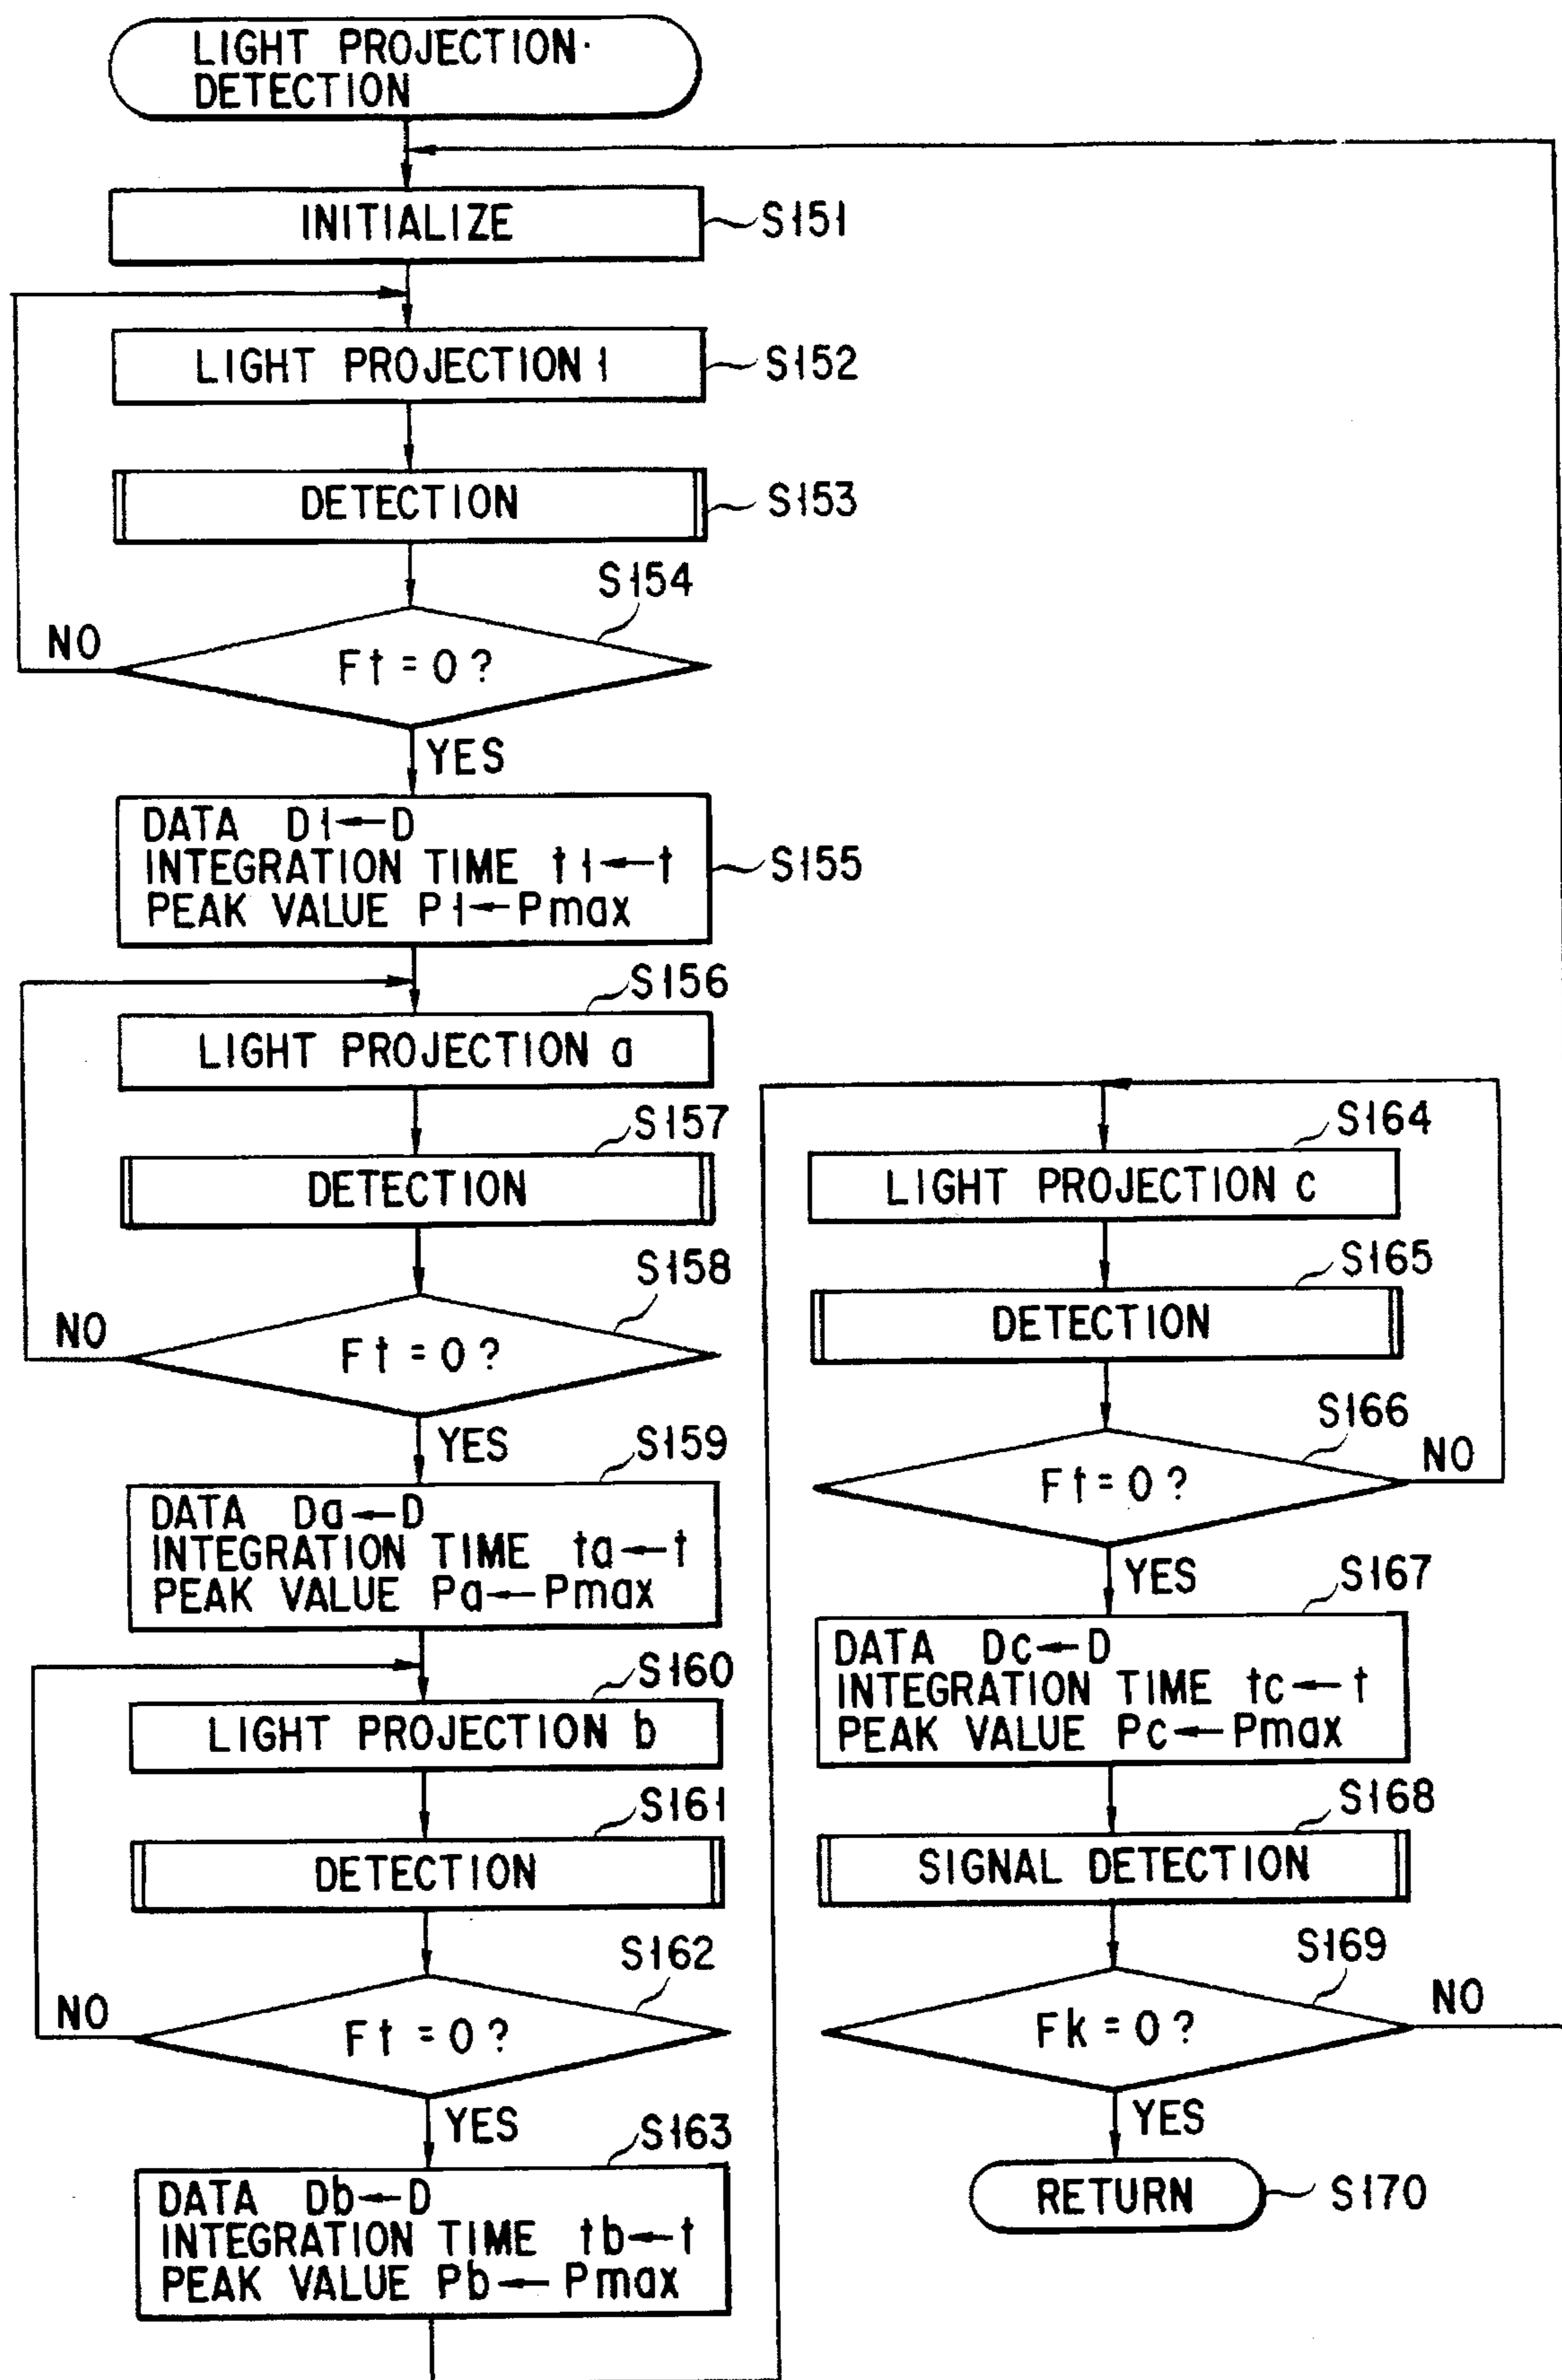 LIGHT PROJECTION·
DETECTION
INITIALIZE
S151
LIGHT PROJECTION 1
S152
DETECTION
S153
S154
Ft = 0 ?
NO
YES
DATA D1←D
INTEGRATION TIME t1←t
PEAK VALUE P1←Pmax
S155
S156
LIGHT PROJECTION a
S157
DETECTION
S158
Ft = 0 ?
NO
YES
S159
DATA Da←D
INTEGRATION TIME ta←t
PEAK VALUE Pa←Pmax
S160
LIGHT PROJECTION b
S161
DETECTION
S162
Ft = 0 ?
NO
YES
S163
DATA Db←D
INTEGRATION TIME tb←t
PEAK VALUE Pb←Pmax
S164
LIGHT PROJECTION c
S165
DETECTION
S166
Ft = 0 ?
NO
YES
S167
DATA Dc←D
INTEGRATION TIME tc←t
PEAK VALUE Pc←Pmax
S168
SIGNAL DETECTION
S169
Fk = 0 ?
NO
YES
RETURN
S170